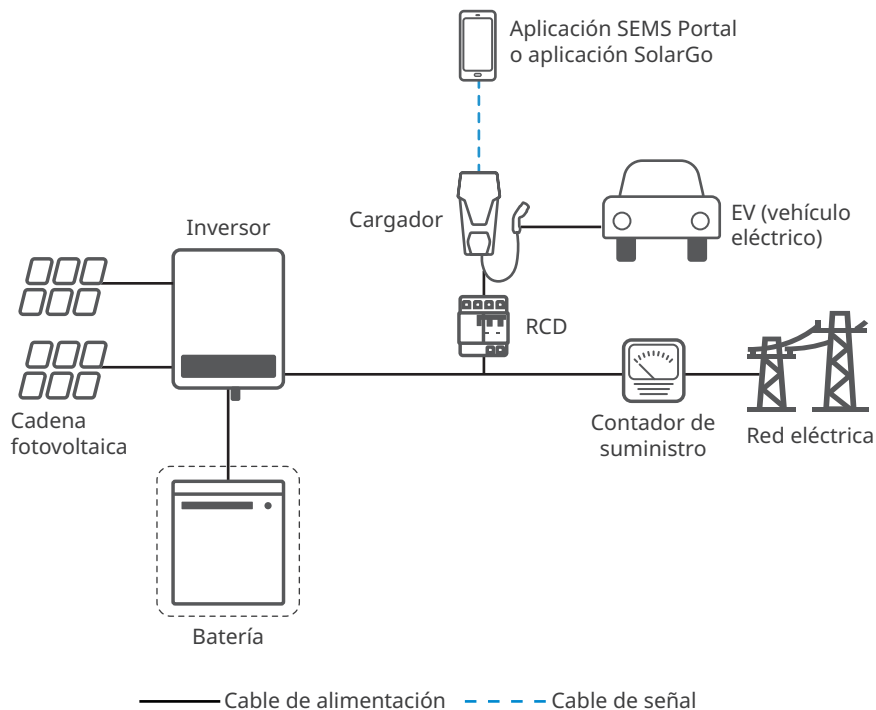 Aplicación SEMS Portal
o aplicación SolarGo
Cargador
EV (vehículo
eléctrico)
Inversor
RCD
Cadena
fotovoltaica
Contador de
suministro
Red eléctrica
Batería
Cable de alimentación
Cable de señal